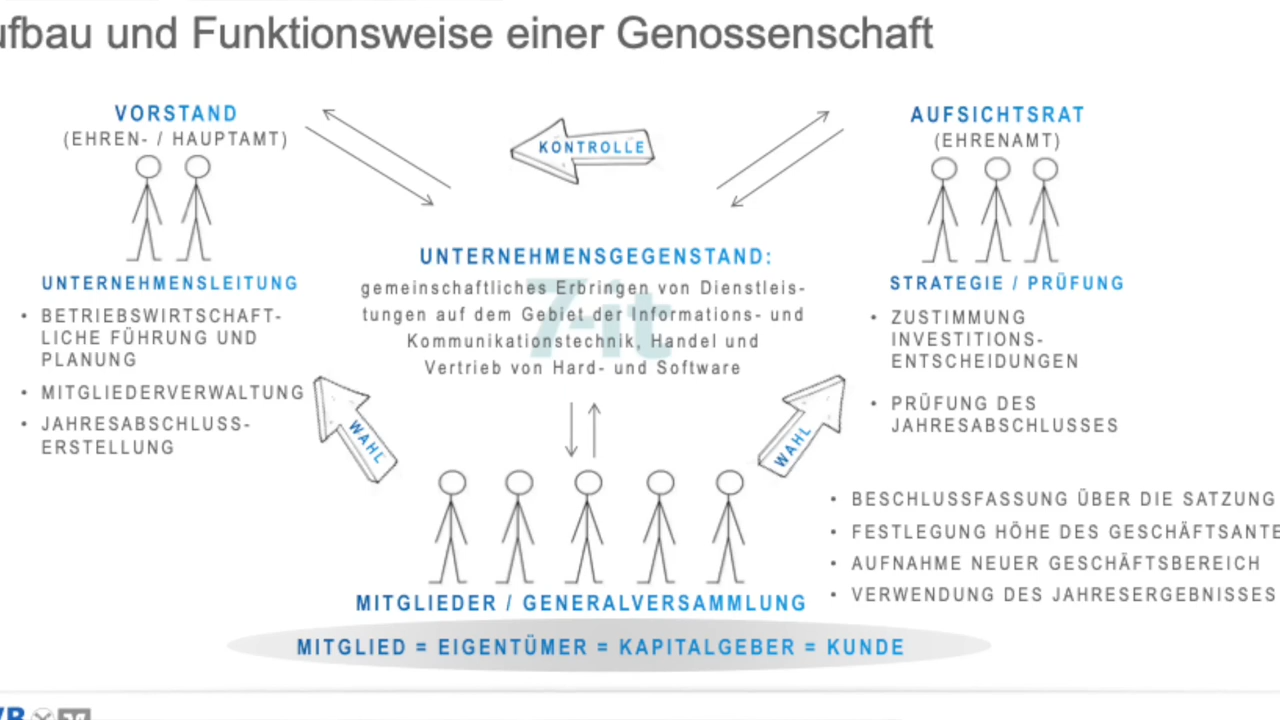 ufbau und Funktionsweise einer Genossenschaft
VORSTAND
(EHREN- / HAUPTAMT)
UNTERNEHMENSLEITUNG
• BETRIEBSWIRTSCHAFT-
LICHE FÜHRUNG UND
PLANUNG
• MITGLIEDERVERWALTUNG
• JAHRESABSCHLUSS-
ERSTELLUNG
KONTROLLE
UNTERNEHMENSGEGENSTAND:
gemeinschaftliches Erbringen von Dienstleis-
tungen auf dem Gebiet der Informations- und
Kommunikationstechnik, Handel und
Vertrieb von Hard- und Software
7-it
AUFSICHTSRAT
(EHRENAMT)
STRATEGIE / PRÜFUNG
• ZUSTIMMUNG
INVESTITIONS-
ENTSCHEIDUNGEN
• PRÜFUNG DES
JAHRESABSCHLUSSES
WAHL
WAHL
• BESCHLUSSFASSUNG ÜBER DIE SATZUNG
• FESTLEGUNG HÖHE DES GESCHÄFTSANTE
• AUFNAHME NEUER GESCHÄFTSBEREICH
• VERWENDUNG DES JAHRESERGEBNISSES
MITGLIEDER / GENERALVERSAMMLUNG
MITGLIED = EIGENTÜMER = KAPITALGEBER = KUNDE